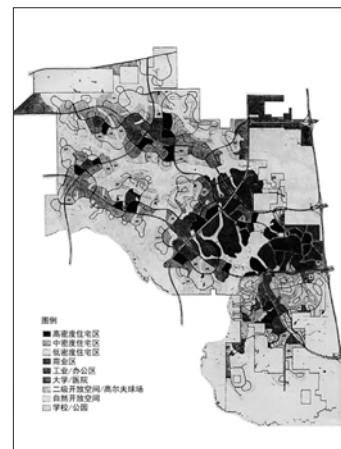 图例
高密度住宅区
中密度住宅区
低密度住宅区
商业区
工业/办公区
大学/医院
二级开放空间/高尔夫球场
自然开放空间
学校/公园